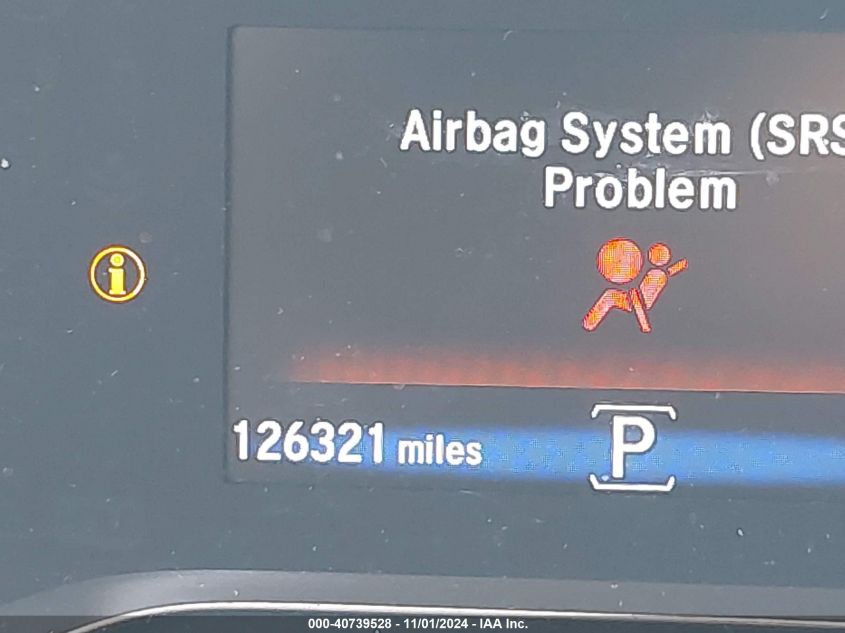 Airbag System (SRS
Problem
i
126321 miles
P
000-40739528 - 11/01/2024 - IAA Inc.